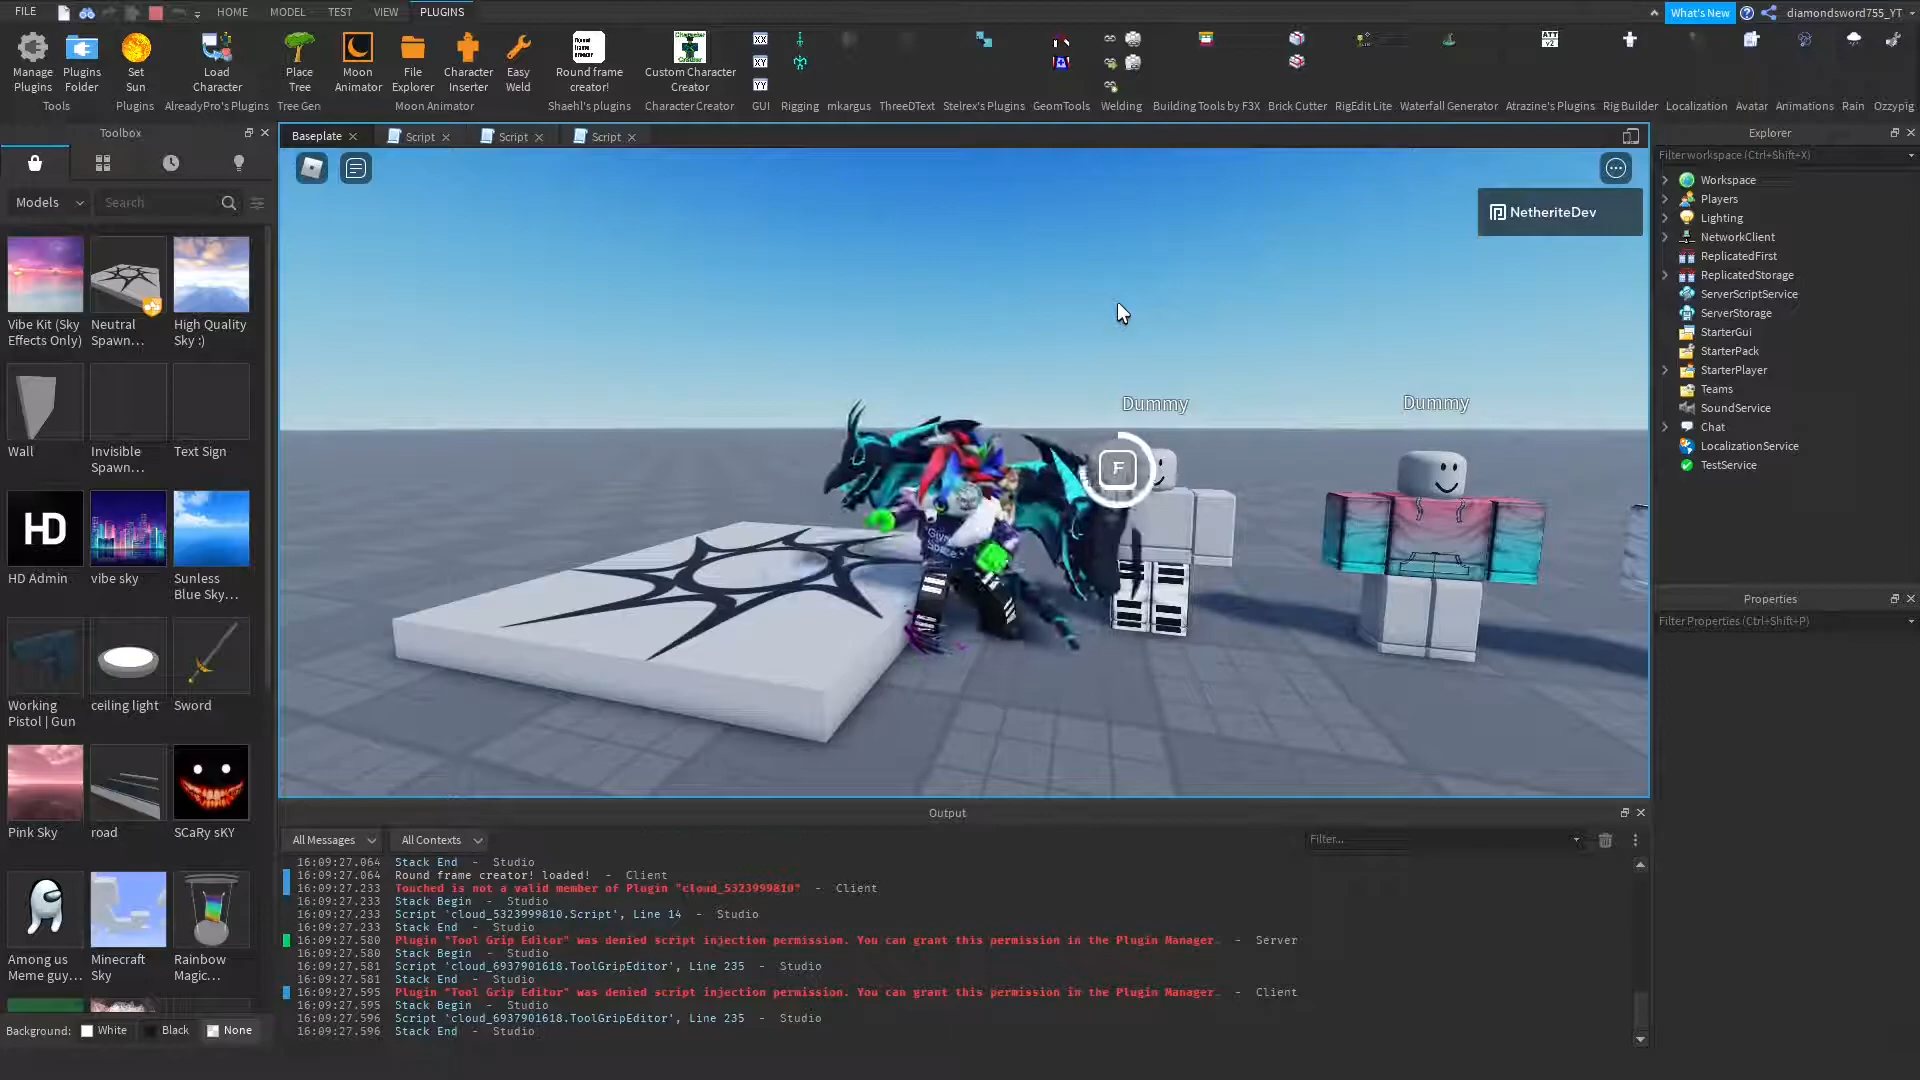 FILE
HOME
MODEL
TEST
VIEW
PLUGINS
What's New
diamondsword755_YT
Manage Plugins
Plugins Folder
Set Sun
Load Character
Place Tree
Moon Animator
File Explorer
Character Inserter
Easy Weld
Round frame creator!
Custom Character Creator
XX
XY
YY
ATT v2
Tools
Plugins
AlreadyPro's Plugins
Tree Gen
Moon Animator
Shaehl's plugins
Character Creator
GUI
Rigging
mkargus
ThreeDText
Stelrex's Plugins
GeomTools
Welding
Building Tools by F3X
Brick Cutter
RigEdit Lite
Waterfall Generator
Atrazine's Plugins
Rig Builder
Localization
Avatar
Animations
Rain
Ozzypig
Toolbox
Models
Search
Vibe Kit (Sky Effects Only)
Neutral Spawn...
High Quality Sky :)
Wall
Invisible Spawn...
Text Sign
HD
HD Admin
vibe sky
Sunless Blue Sky...
Working Pistol | Gun
ceiling light
Sword
Pink Sky
road
SCaRy sKY
Among us Meme guy...
Minecraft Sky
Rainbow Magic...
Background:
White
Black
None
Baseplate
Script
Script
Script
NetheriteDev
Dummy
Dummy
F
Output
All Messages
All Contexts
Filter...
16:09:27.064 Stack End - Studio
16:09:27.064 Round frame creator! loaded! - Client
16:09:27.233 Touched is not a valid member of Plugin "cloud_5323999810" - Client
16:09:27.233 Stack Begin - Studio
16:09:27.233 Script 'cloud_5323999810.Script', Line 14 - Studio
16:09:27.233 Stack End - Studio
16:09:27.580 Plugin "Tool Grip Editor" was denied script injection permission. You can grant this permission in the Plugin Manager. - Server
16:09:27.580 Stack Begin - Studio
16:09:27.581 Script 'cloud_6937901618.ToolGripEditor', Line 235 - Studio
16:09:27.581 Stack End - Studio
16:09:27.595 Plugin "Tool Grip Editor" was denied script injection permission. You can grant this permission in the Plugin Manager. - Client
16:09:27.595 Stack Begin - Studio
16:09:27.596 Script 'cloud_6937901618.ToolGripEditor', Line 235 - Studio
16:09:27.596 Stack End - Studio
Explorer
Filter workspace (Ctrl+Shift+X)
Workspace
Players
Lighting
NetworkClient
ReplicatedFirst
ReplicatedStorage
ServerScriptService
ServerStorage
StarterGui
StarterPack
StarterPlayer
Teams
SoundService
Chat
LocalizationService
TestService
Properties
Filter Properties (Ctrl+Shift+P)